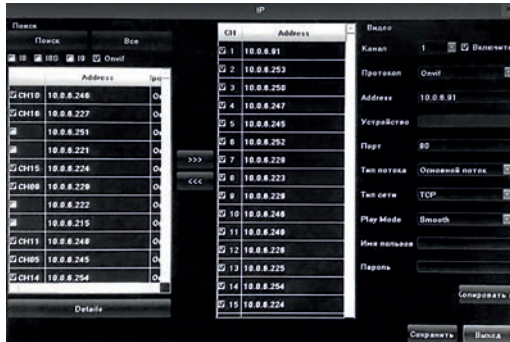 IP
Поиск
Поиск Все
I8 I8S I9 Onvif
Address
CH10 10.0.6.246
CH16 10.0.6.227
10.0.6.251
10.0.6.221
CH15 10.0.6.224
CH09 10.0.6.229
10.0.6.222
10.0.6.215
CH11 10.0.6.249
CH05 10.0.6.245
CH14 10.0.6.254
Details
>>>
<<<
CH Address
1 10.0.6.91
2 10.0.6.253
3 10.0.6.250
4 10.0.6.247
5 10.0.6.245
6 10.0.6.252
7 10.0.6.228
8 10.0.6.223
9 10.0.6.229
10 10.0.6.246
11 10.0.6.249
12 10.0.6.226
13 10.0.6.225
14 10.0.6.254
15 10.0.6.224
Видео
Канал 1 Включить
Протокол Onvif
Address 10.0.6.91
Устройство
Порт 80
Тип потока Основной поток
Тип сети TCP
Play Mode Smooth
Имя пользов
Пароль
Копировать
Сохранить Выход